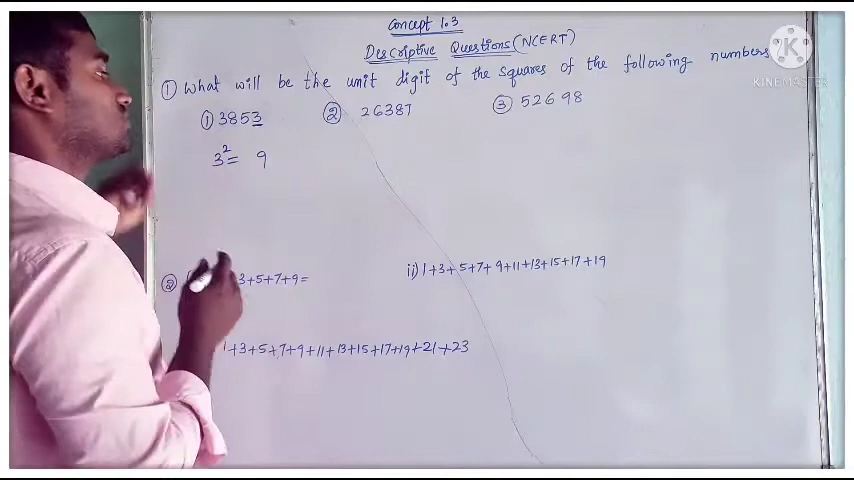 Concept 1.3
Descriptive Questions (NCERT)
① What will be the unit digit of the squares of the following numbers
① 3853 ② 26387 ③ 52698
3² = 9
② 3+5+7+9= ii) 1+3+5+7+9+11+13+15+17+19
1+3+5+7+9+11+13+15+17+19+21+23
K
KINEMASTER